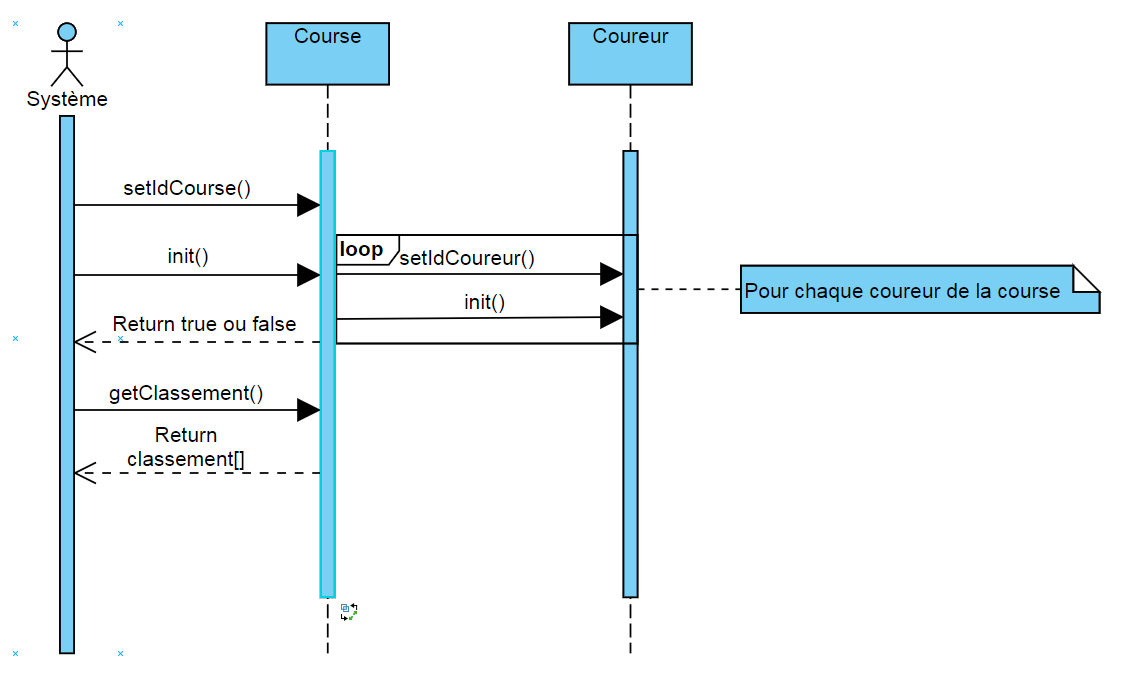 Course
Coureur
Système
setIdCourse()
init()
loop
setIdCoureur()
init()
Pour chaque coureur de la course
Return true ou false
getClassement()
Return
classement[]